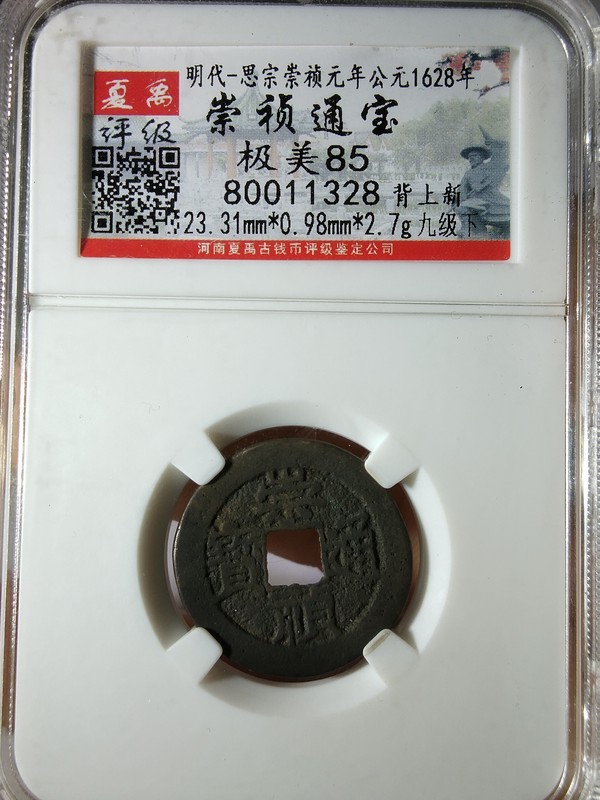 夏禹
评级
明代-思宗崇祯元年公元1628年
崇祯通宝
极美85
80011328 背上新
23.31mm*0.98mm*2.7g 九级下
河南夏禹古钱币评级鉴定公司
崇
通
寶
禎